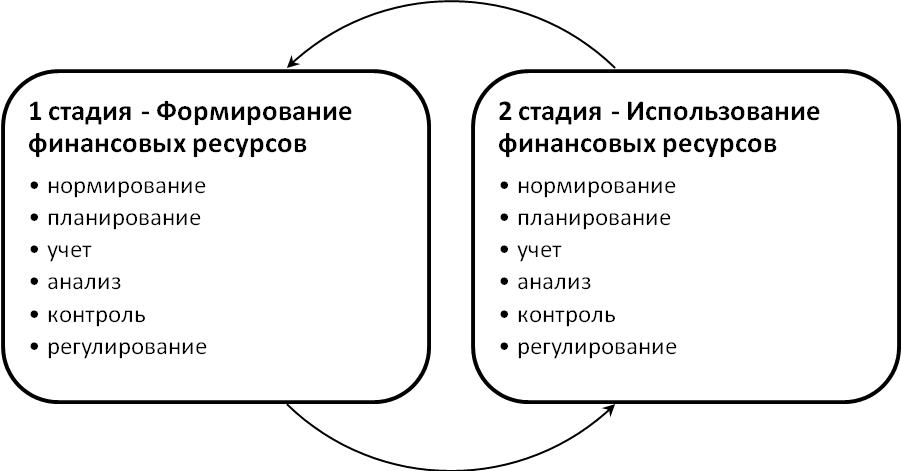 1 стадия - Формирование
финансовых ресурсов
• нормирование
• планирование
• учет
• анализ
• контроль
• регулирование
2 стадия - Использование
финансовых ресурсов
• нормирование
• планирование
• учет
• анализ
• контроль
• регулирование